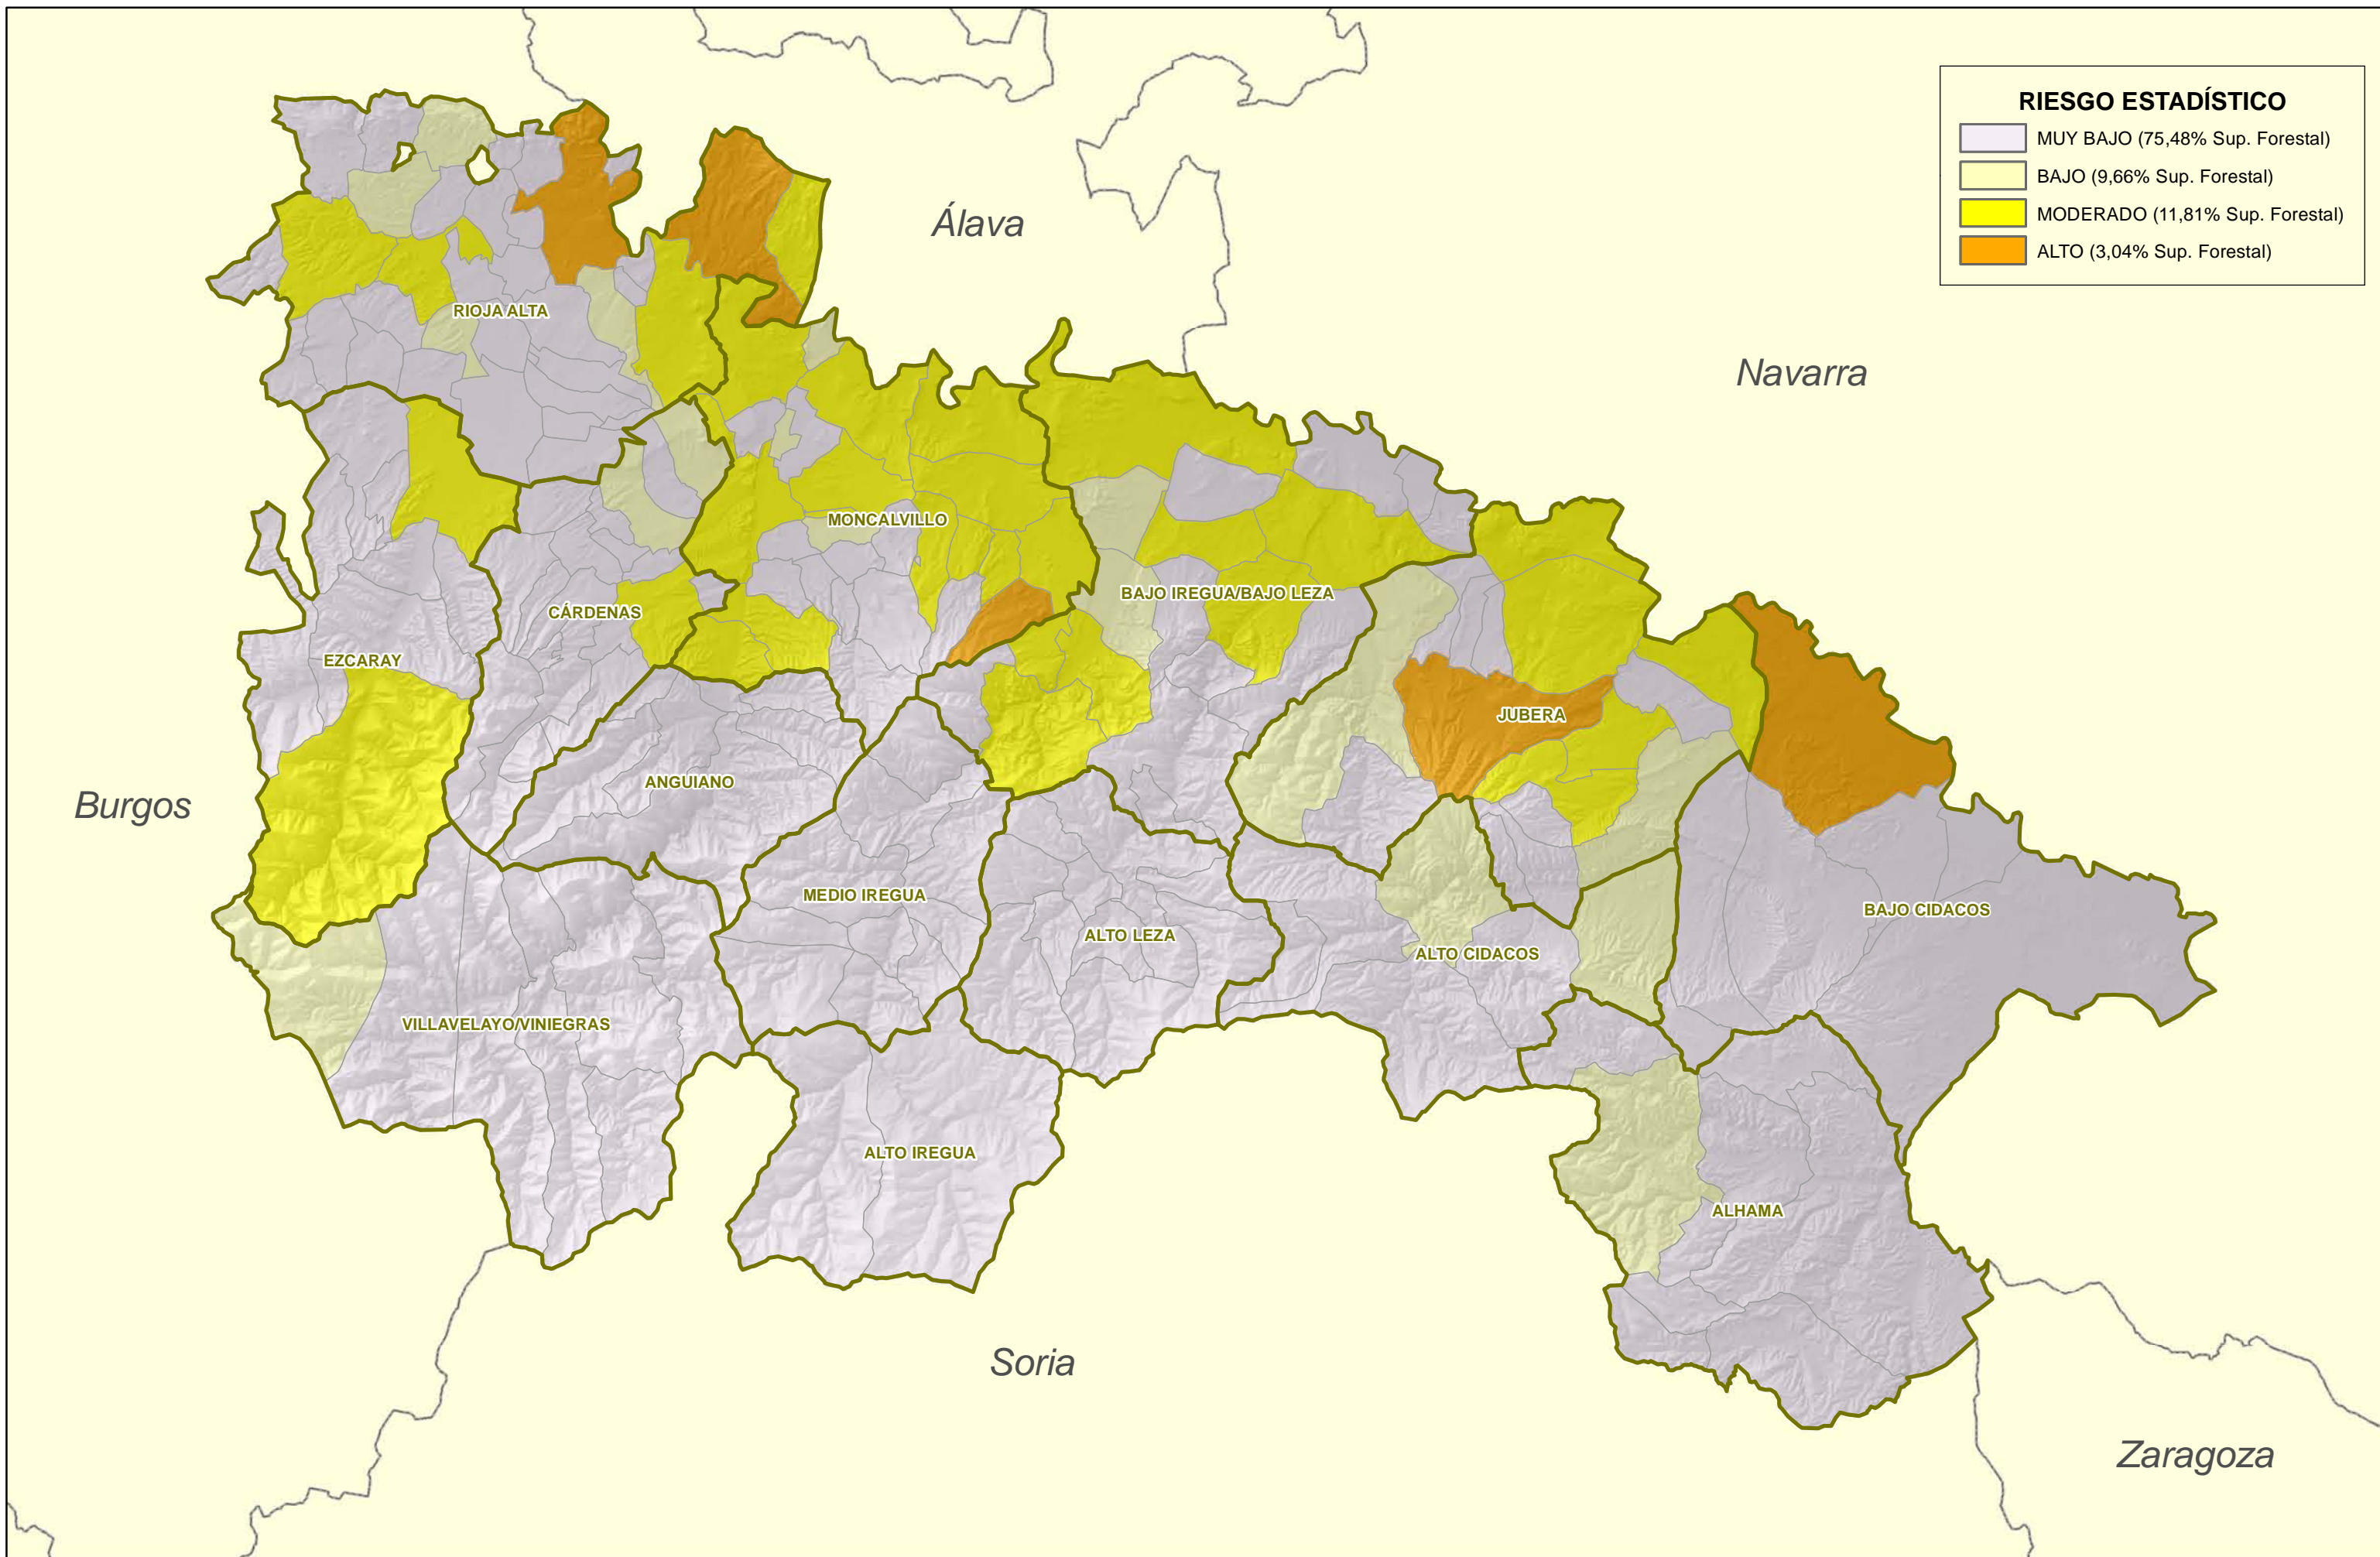 RIESGO ESTADÍSTICO
MUY BAJO (75,48% Sup. Forestal)
BAJO (9,66% Sup. Forestal)
MODERADO (11,81% Sup. Forestal)
ALTO (3,04% Sup. Forestal)
Álava
RIOJA ALTA
Navarra
MONCALVILLO
BAJO IREGUA/BAJO LEZA
CÁRDENAS
EZCARAY
JUBERA
ANGUIANO
Burgos
MEDIO IREGUA
BAJO CIDACOS
ALTO LEZA
ALTO CIDACOS
VILLAVELAYO/VINIEGRAS
ALTO IREGUA
ALHAMA
Soria
Zaragoza